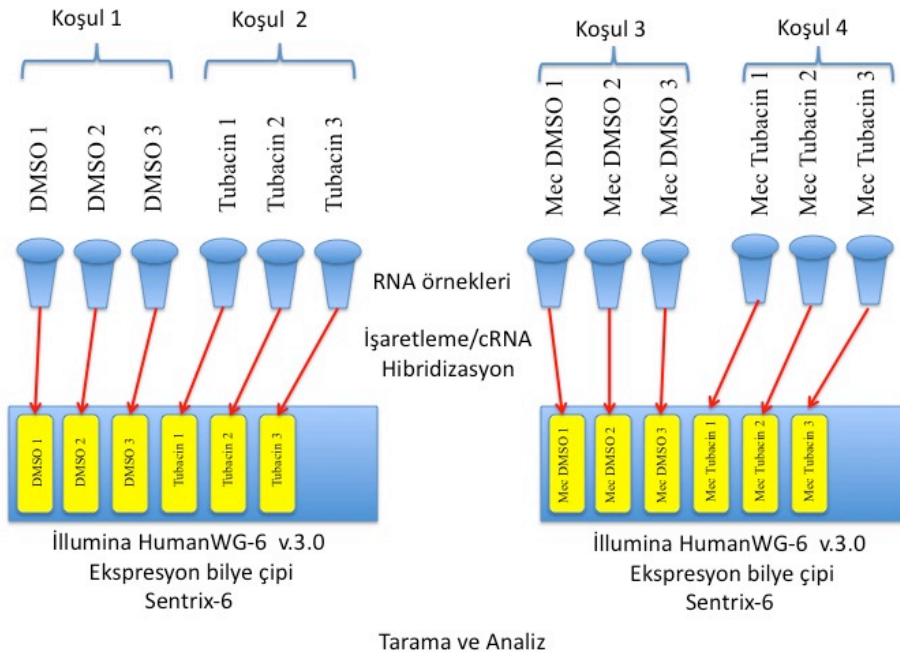 Koşul 1
Koşul 2
Koşul 3
Koşul 4
DMSO 1
DMSO 2
DMSO 3
Tubacin 1
Tubacin 2
Tubacin 3
Mec DMSO 1
Mec DMSO 2
Mec DMSO 3
Mec Tubacin 1
Mec Tubacin 2
Mec Tubacin 3
RNA örnekleri
İşaretleme/cRNA
Hibridizasyon
DMSO 1
DMSO 2
DMSO 3
Tubacin 1
Tubacin 2
Tubacin 3
Mec DMSO 1
Mec DMSO 2
Mec DMSO 3
Mec Tubacin 1
Mec Tubacin 2
Mec Tubacin 3
İllumina HumanWG-6 v.3.0
Ekspresyon bilye çipi
Sentrix-6
İllumina HumanWG-6 v.3.0
Ekspresyon bilye çipi
Sentrix-6
Tarama ve Analiz